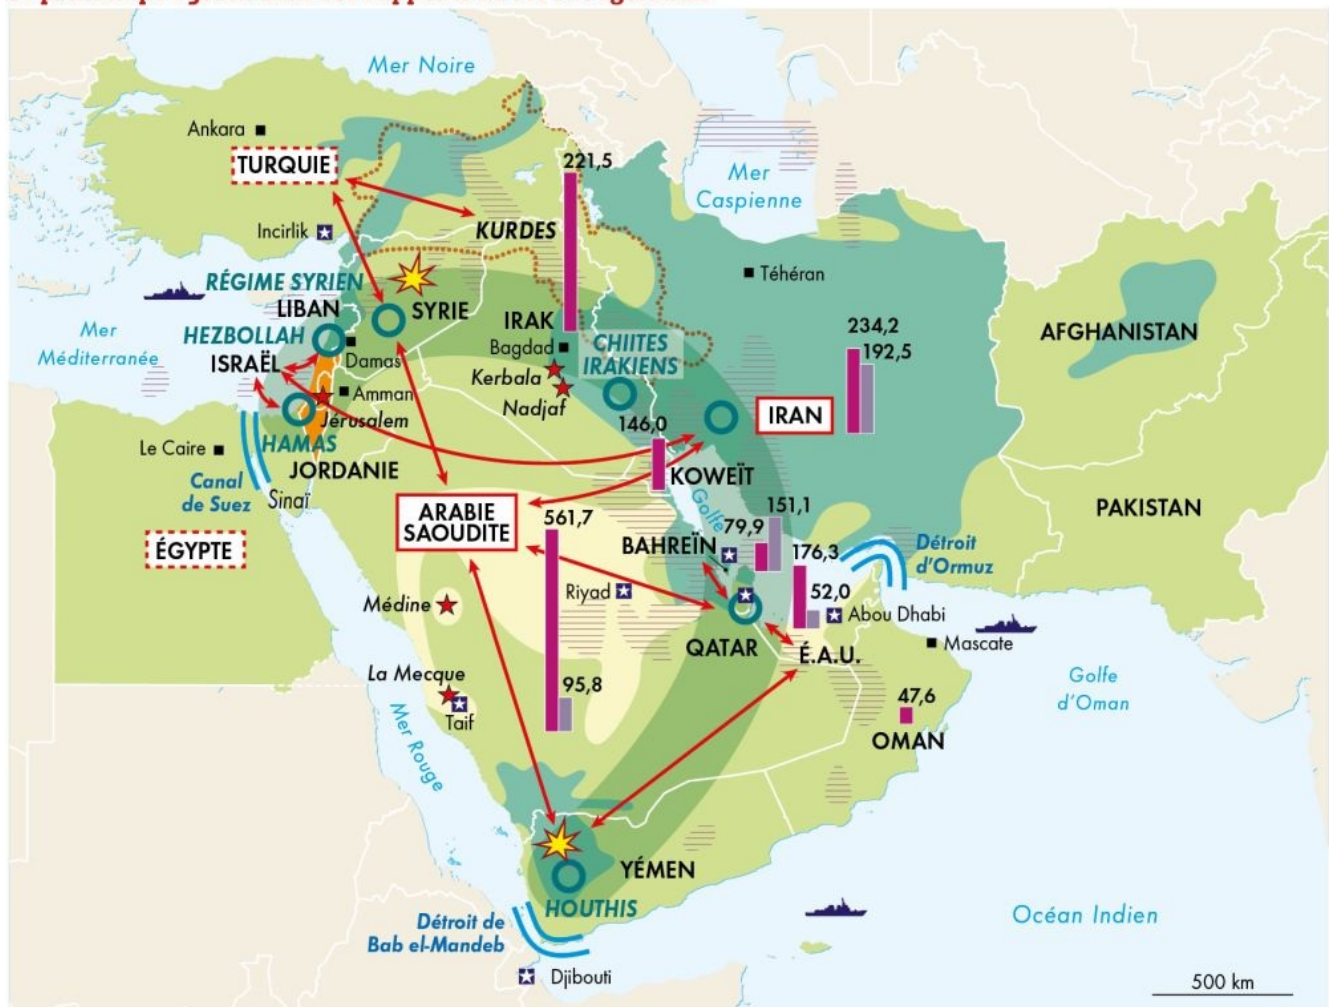 Mer Noire
Ankara
TURQUIE
221,5
Mer
Caspienne
Incirlik
KURDES
Téhéran
RÉGIME SYRIEN
LIBAN
SYRIE
HEZBOLLAH
Mer
Méditerranée
ISRAËL
Damas
IRAK
Bagdad
CHIITES
IRAKIENS
Kerbala
Nadjaf
234,2
192,5
AFGHANISTAN
Amman
Jérusalem
HAMAS
JORDANIE
Le Caire
Canal
de Suez
Sinaï
146,0
KOWEÏT
IRAN
ÉGYPTE
ARABIE
SAOUDITE
561,7
Golfe
79,9
151,1
BAHREÏN
176,3
52,0
Détroit
d'Ormuz
PAKISTAN
Médine
Riyad
Abou Dhabi
QATAR
É.A.U.
Mascate
La Mecque
Taif
95,8
47,6
OMAN
Golfe
d'Oman
Mer Rouge
YÉMEN
HOUTHIS
Détroit de
Bab el-Mandeb
Djibouti
Océan Indien
500 km